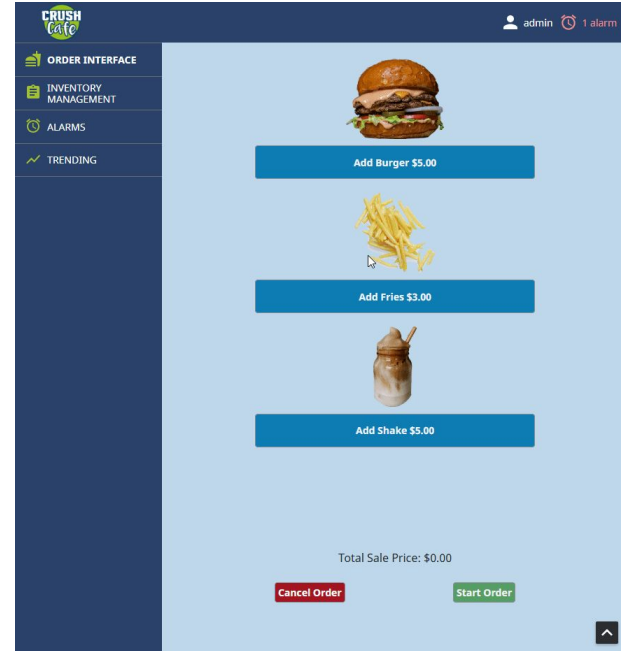 CRUSH
Cafe
admin
1 alarm
ORDER INTERFACE
INVENTORY
MANAGEMENT
ALARMS
TRENDING
Add Burger $5.00
Add Fries $3.00
Add Shake $5.00
Total Sale Price: $0.00
Cancel Order
Start Order